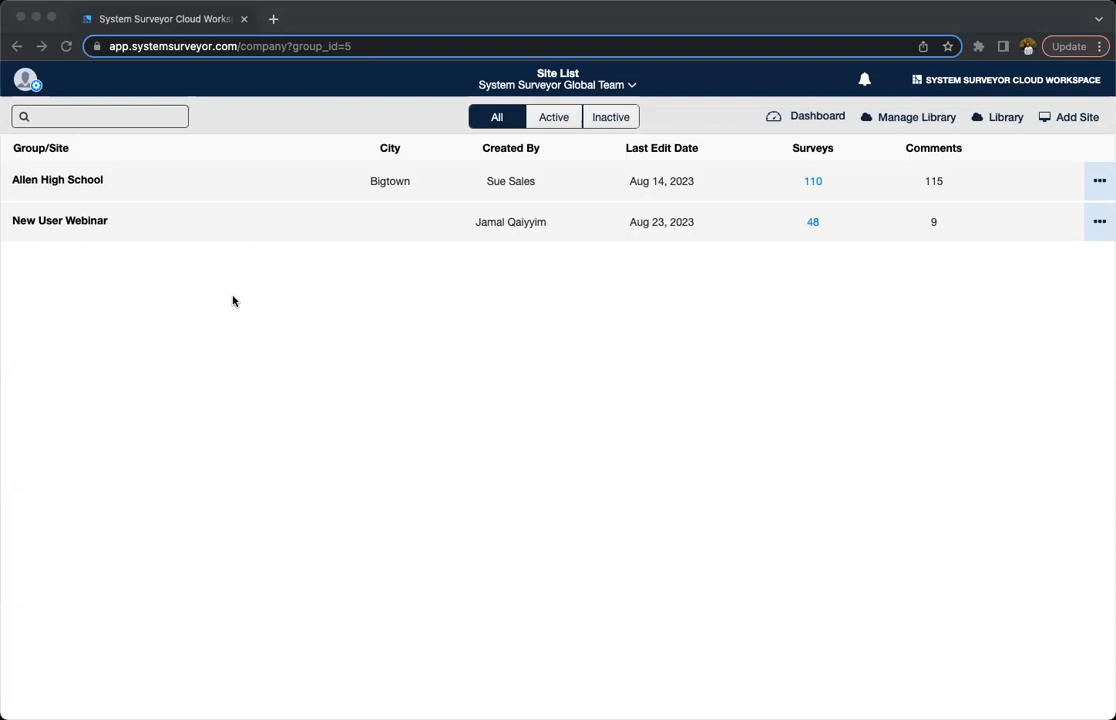 System Surveyor Cloud Works
app.systemsurveyor.com/company?group_id=5
Update
Site List
System Surveyor Global Team
SYSTEM SURVEYOR CLOUD WORKSPACE
All Active Inactive
Dashboard Manage Library Library Add Site
Group/Site City Created By Last Edit Date Surveys Comments
Allen High School Bigtown Sue Sales Aug 14, 2023 110 115
New User Webinar Jamal Qaiyyim Aug 23, 2023 48 9